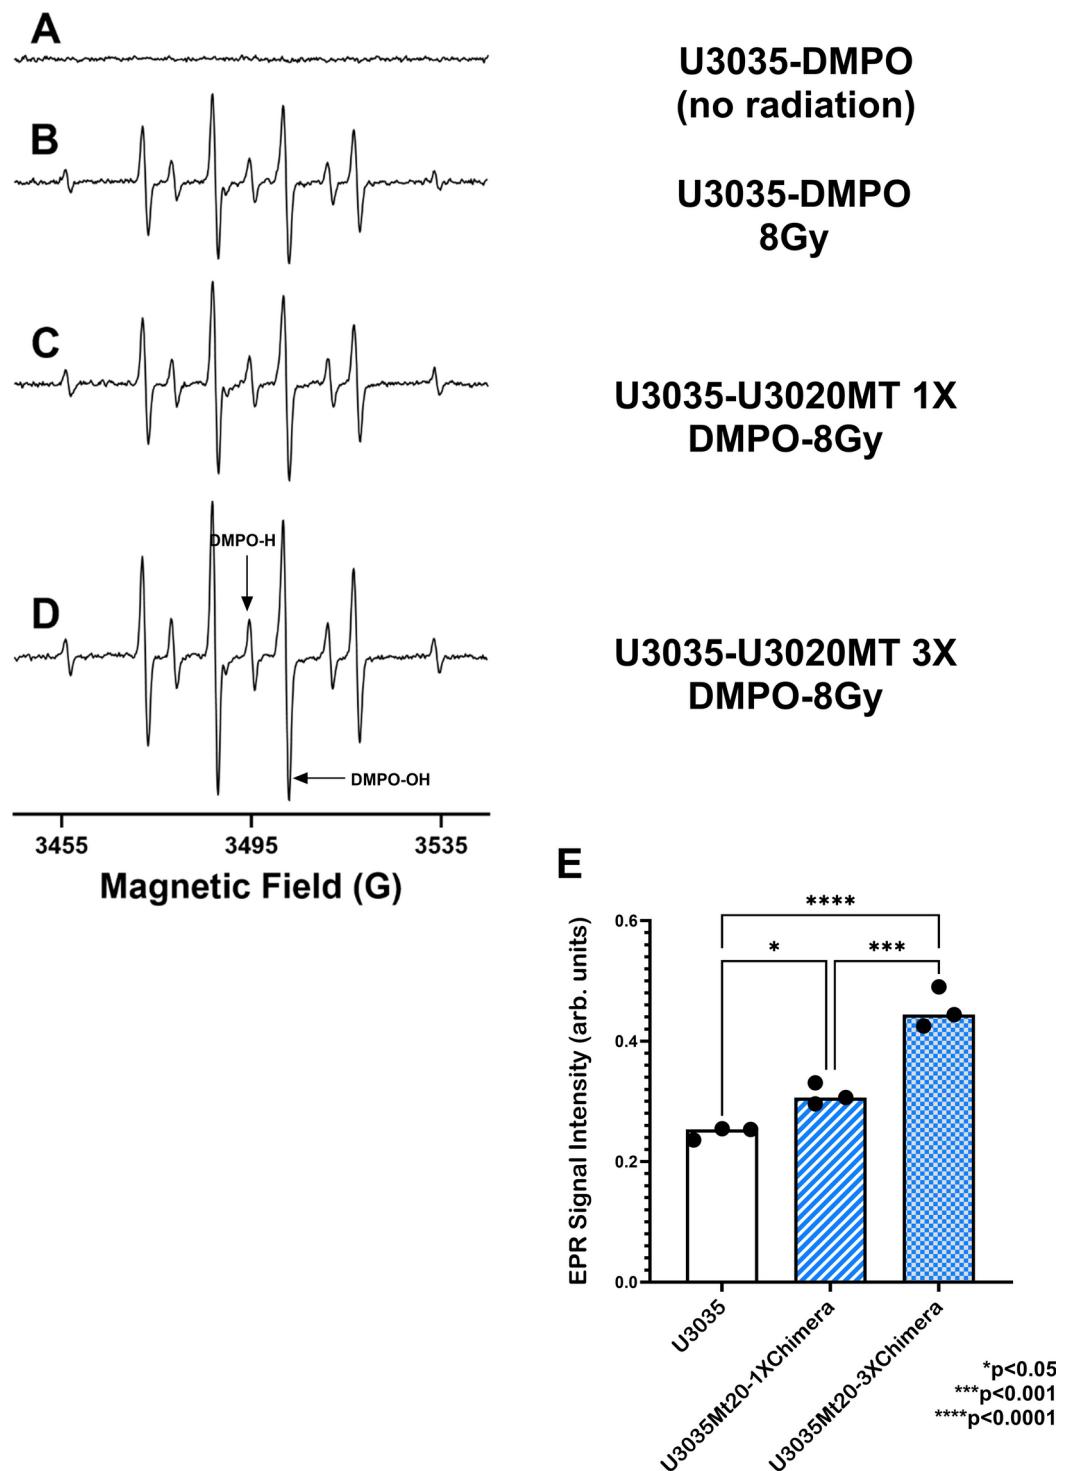 A
U3035-DMPO
(no radiation)
B
U3035-DMPO
8Gy
C
U3035-U3020MT 1X
DMPO-8Gy
DMPO-H
D
U3035-U3020MT 3X
DMPO-8Gy
DMPO-OH
3455 3495 3535
Magnetic Field (G)
E
****
* ***
EPR Signal Intensity (arb. units)
0.6
0.4
0.2
0.0
U3035
U3035Mt20-1XChimera
U3035Mt20-3XChimera
*p<0.05
***p<0.001
****p<0.0001